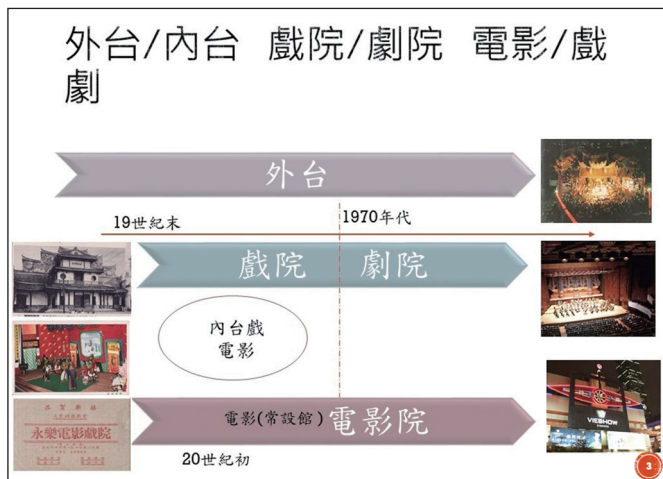 外台/內台 戲院/劇院 電影/戲
劇
外台
19世紀末
1970年代
戲院
劇院
內台戲
電影
永樂電影戲院
電影(常設館)
電影院
20世紀初
VIESHOW
3